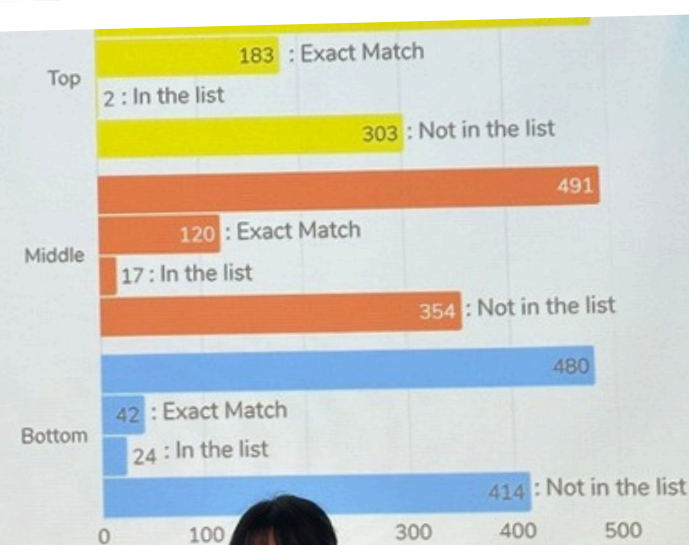 183 : Exact Match
Top
2 : In the list
303 : Not in the list
491
120 : Exact Match
Middle
17 : In the list
354 : Not in the list
480
42 : Exact Match
Bottom
24 : In the list
414 : Not in the list
0 100 300 400 500